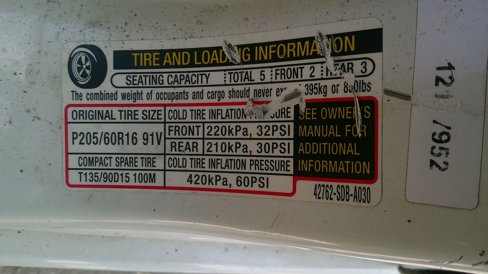 TIRE AND LOADING INFORMATION
SEATING CAPACITY TOTAL 5 FRONT 2 REAR 3
The combined weight of occupants and cargo should never 395kg or
ORIGINAL TIRE SIZE COLD TIRE INFLATION PRESSURE SEE OWNER'S
P205/60R16 91V FRONT 220kPa, 32PSI MANUAL FOR
REAR 210kPa, 30PSI ADDITIONAL
COMPACT SPARE TIRE COLD TIRE INFLATION PRESSURE INFORMATION
T135/90D15 100M 420kPa, 60PSI
42762-SDB-A030